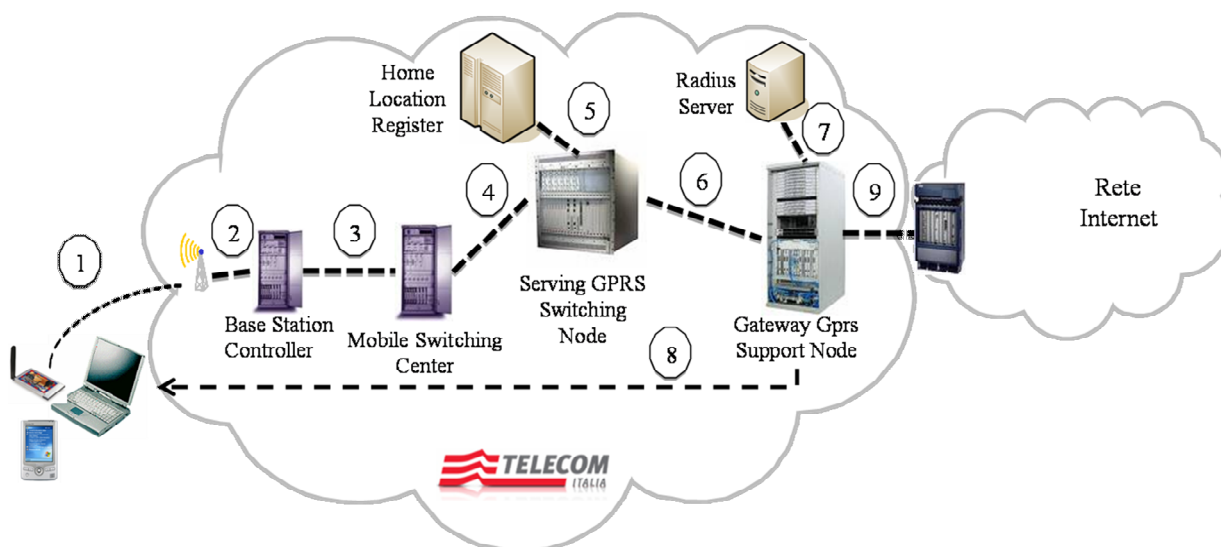 Home
Location
Register
5
Radius
Server
7
4
6
9
Rete
Internet
1
2
3
Base Station
Controller
Mobile Switching
Center
Serving GPRS
Switching
Node
Gateway Gprs
Support Node
8
TELECOM
ITALIA